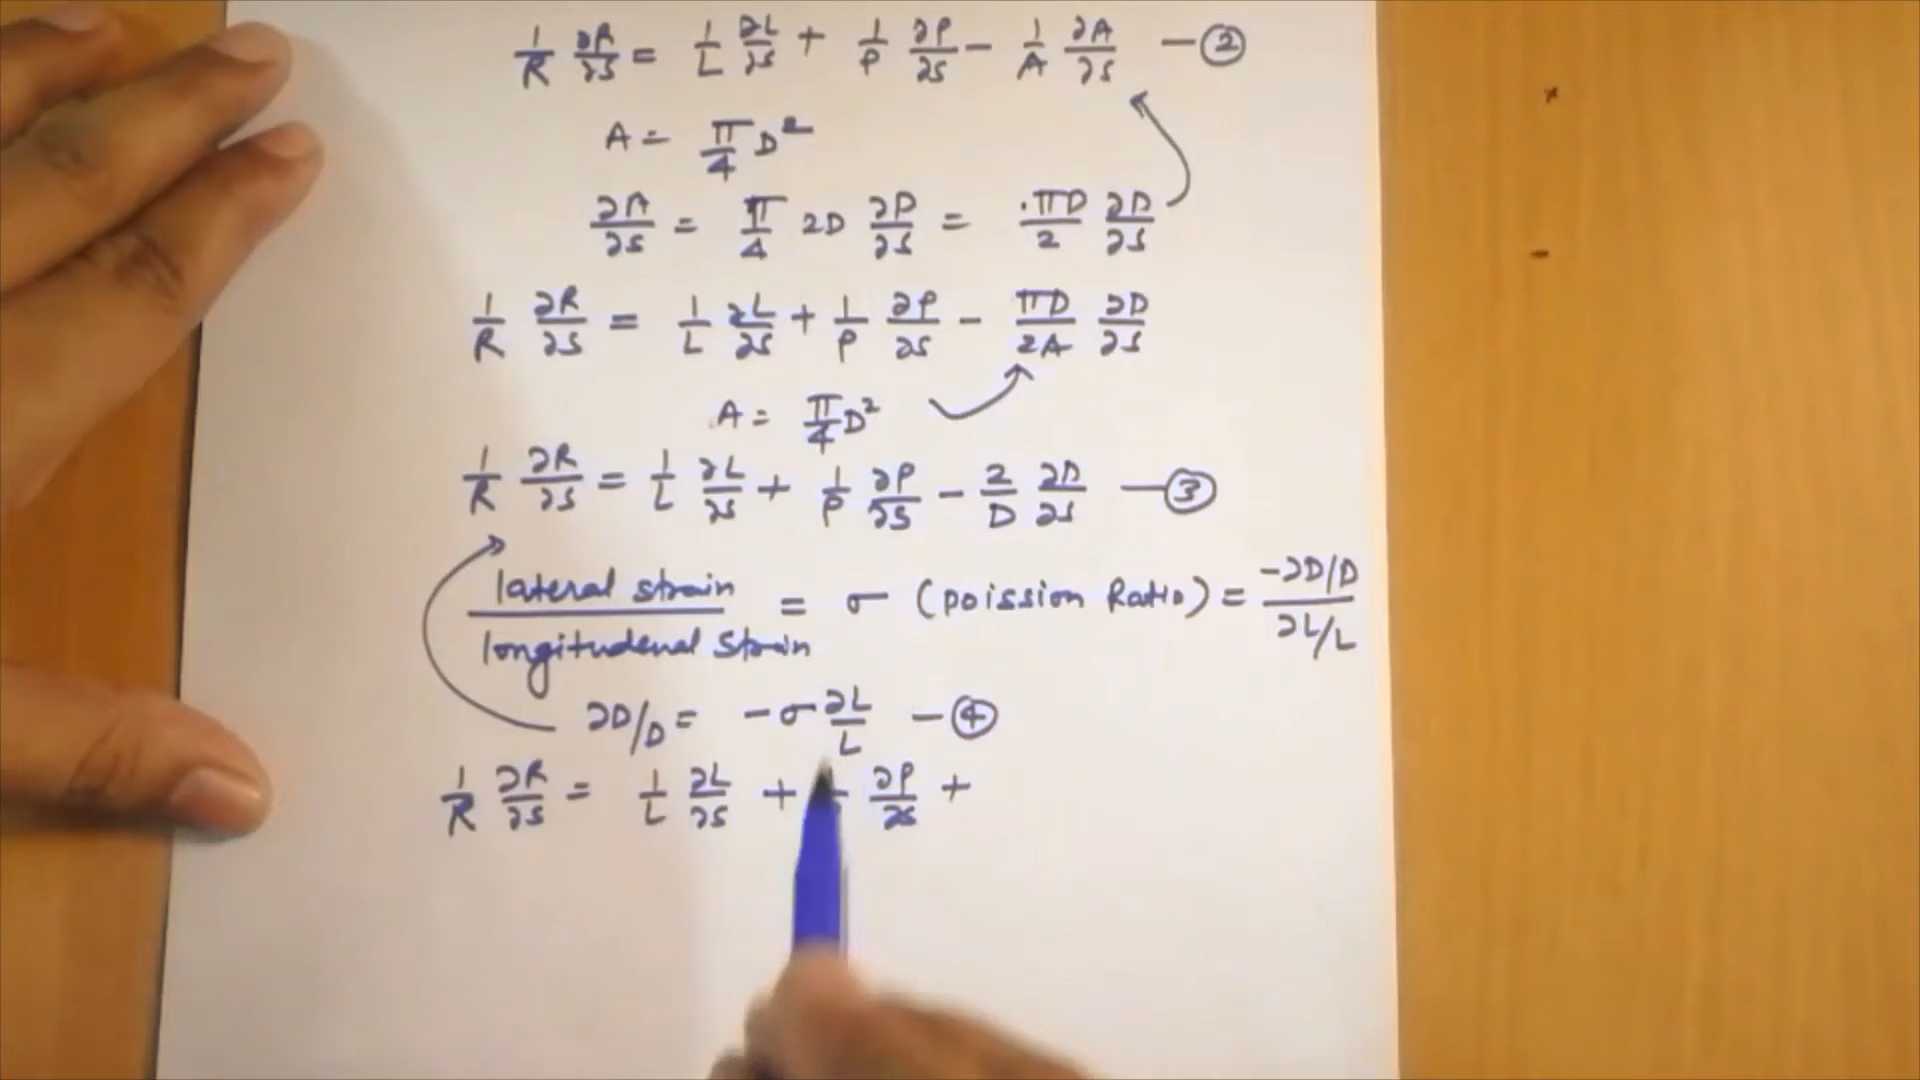 1/R ∂R/∂S = 1/L ∂L/∂S + 1/ρ ∂ρ/∂S - 1/A ∂A/∂S - ②
A = π/4 D²
∂A/∂S = π/4 2D ∂D/∂S = πD/2 ∂D/∂S
1/R ∂R/∂S = 1/L ∂L/∂S + 1/ρ ∂ρ/∂S - πD/2A ∂D/∂S
A = π/4 D²
1/R ∂R/∂S = 1/L ∂L/∂S + 1/ρ ∂ρ/∂S - 2/D ∂D/∂S - ③
lateral strain / longitudenal strain = σ (poission Ratio) = -∂D/D / ∂L/L
∂D/D = -σ ∂L/L - ④
1/R ∂R/∂S = 1/L ∂L/∂S + ∂ρ/∂S +